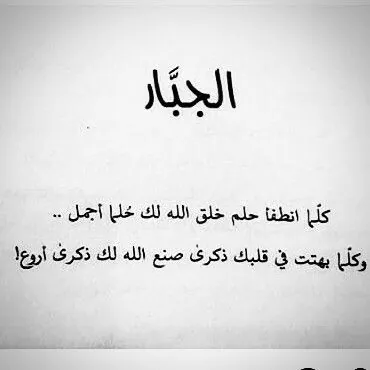 الجبَّار
كلّما انطفأ حلم خلق الله لك حُلما أجمل ..
وكلّما بهتت في قلبك ذكرىٰ صنع الله لك ذكرىٰ أروع!